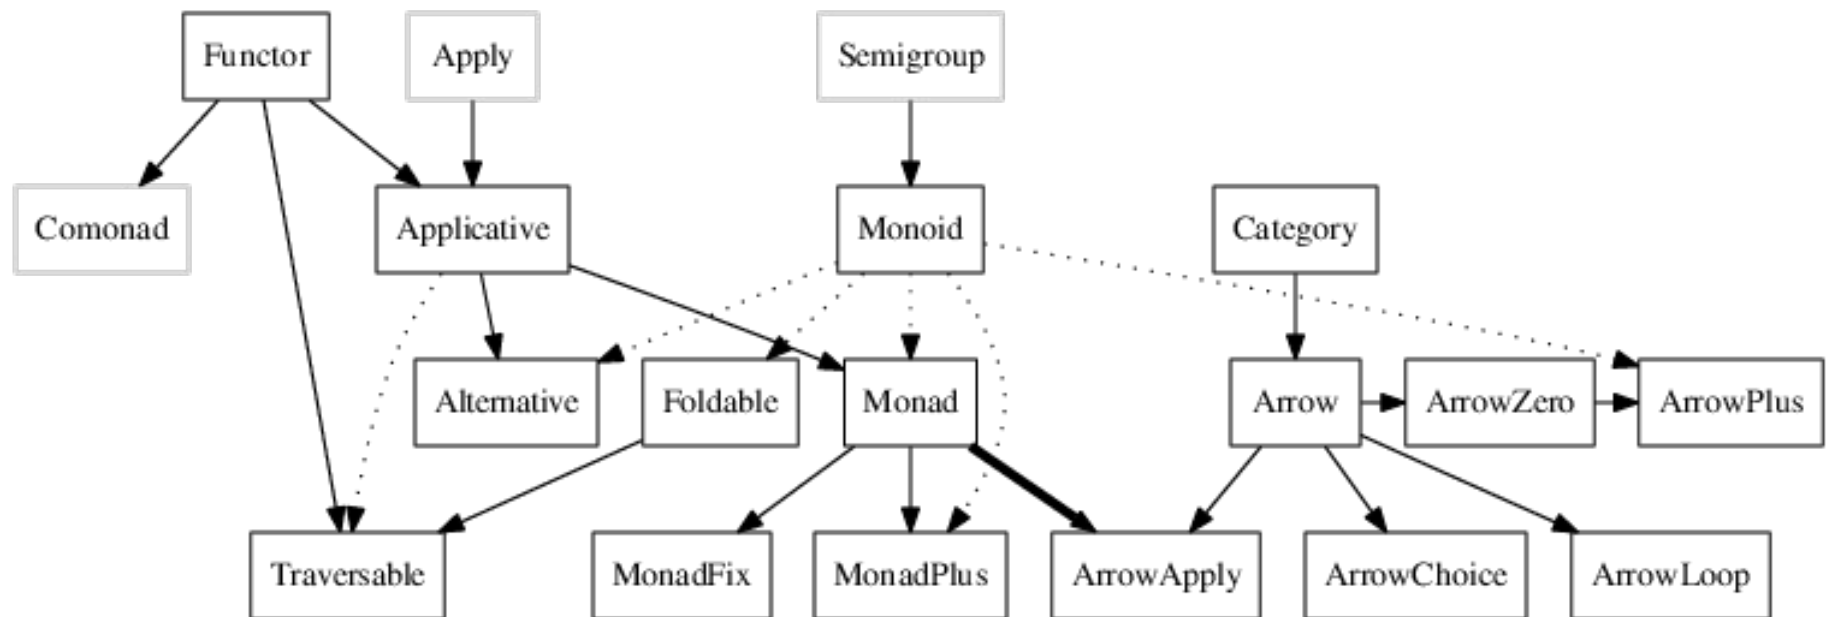 Functor
Apply
Semigroup
Comonad
Applicative
Monoid
Category
Alternative
Foldable
Monad
Arrow
ArrowZero
ArrowPlus
Traversable
MonadFix
MonadPlus
ArrowApply
ArrowChoice
ArrowLoop